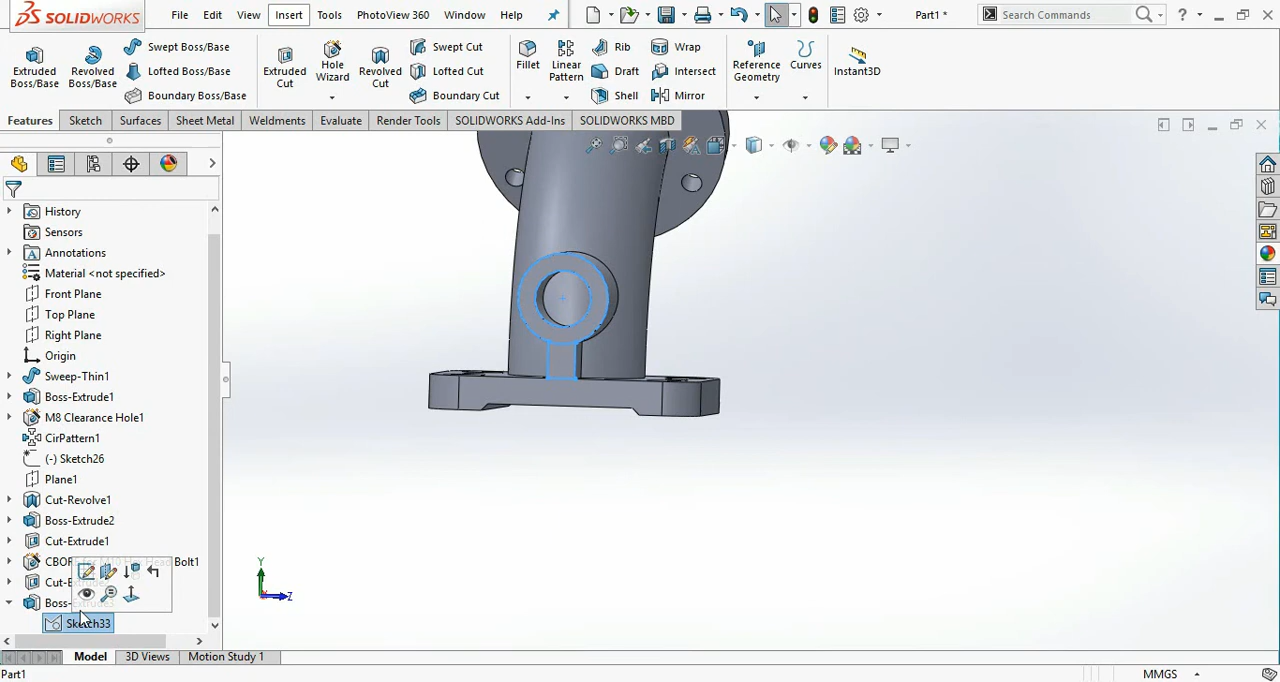 SOLIDWORKS
File Edit View Insert Tools PhotoView 360 Window Help
Part1 *
Search Commands
?
Extruded Boss/Base
Revolved Boss/Base
Swept Boss/Base
Lofted Boss/Base
Boundary Boss/Base
Extruded Cut
Hole Wizard
Revolved Cut
Swept Cut
Lofted Cut
Boundary Cut
Fillet
Linear Pattern
Rib
Draft
Shell
Wrap
Intersect
Mirror
Reference Geometry
Curves
Instant3D
Features Sketch Surfaces Sheet Metal Weldments Evaluate Render Tools SOLIDWORKS Add-Ins SOLIDWORKS MBD
History
Sensors
Annotations
Material <not specified>
Front Plane
Top Plane
Right Plane
Origin
Sweep-Thin1
Boss-Extrude1
M8 Clearance Hole1
CirPattern1
(-) Sketch26
Plane1
Cut-Revolve1
Boss-Extrude2
Cut-Extrude1
Head Bolt1
Sketch33
Y
Z
Model 3D Views Motion Study 1
Part1
MMGS